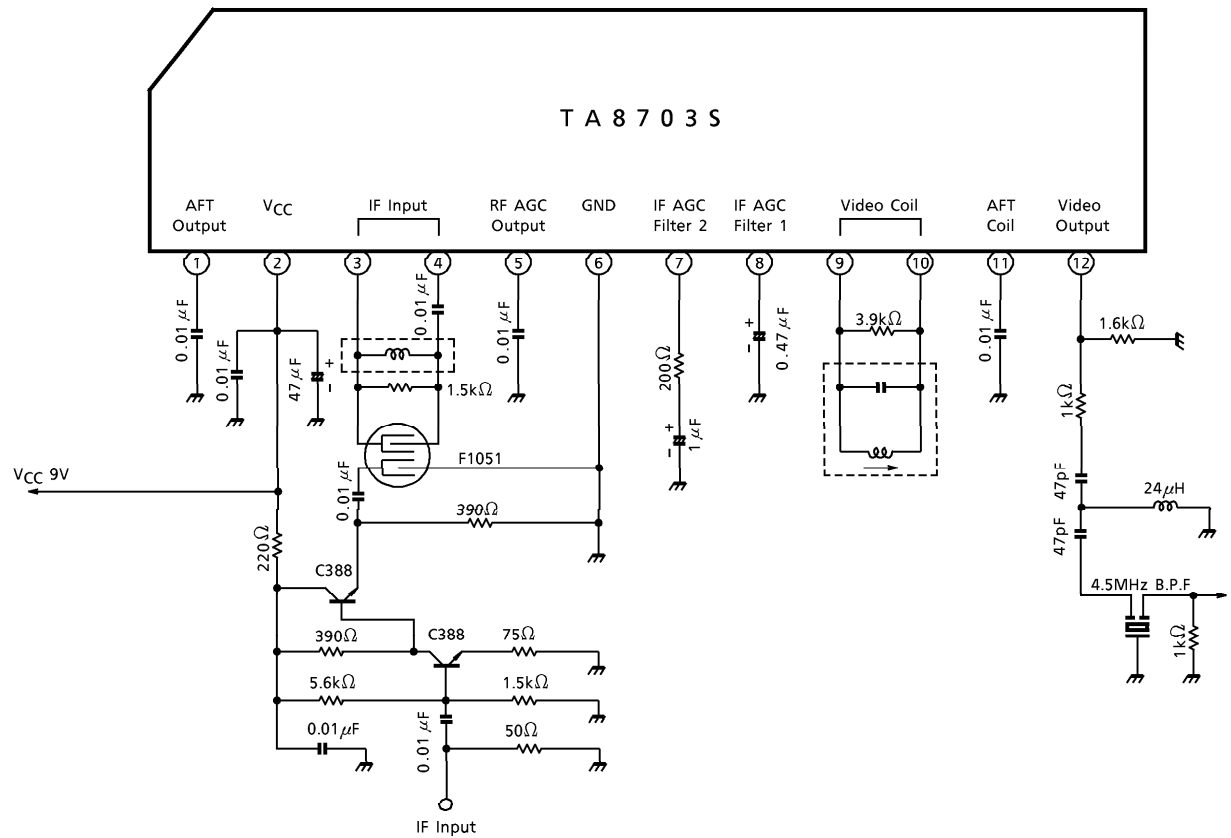 TA8703S
AFT Output
VCC
IF Input
RF AGC Output
GND
IF AGC Filter 2
IF AGC Filter 1
Video Coil
AFT Coil
Video Output
1
2
3
4
5
6
7
8
9
10
11
12
0.01μF
0.01μF
47μF
+
-
0.01μF
1.5kΩ
0.01μF
200Ω
+
-
1μF
+
-
0.47μF
3.9kΩ
0.01μF
1.6kΩ
1kΩ
F1051
0.01μF
VCC 9V
390Ω
220Ω
47pF
24μH
47pF
C388
4.5MHz B.P.F
1kΩ
390Ω
C388
75Ω
5.6kΩ
1.5kΩ
0.01μF
0.01μF
50Ω
IF Input